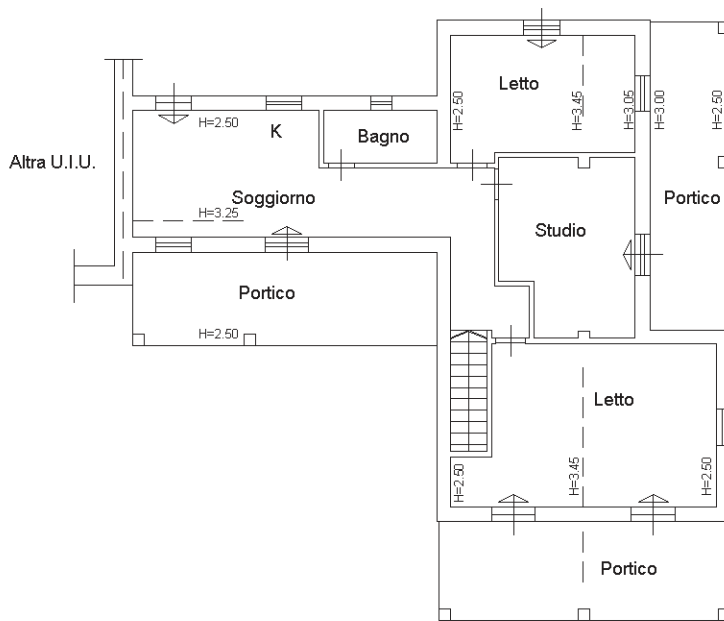 Letto
H=2.50
H=3.45
H=3.05
H=3.00
H=2.50
H=2.50
K
Bagno
Altra U.I.U.
Soggiorno
H=3.25
Studio
Portico
Portico
H=2.50
Letto
H=2.50
H=3.45
H=2.50
Portico